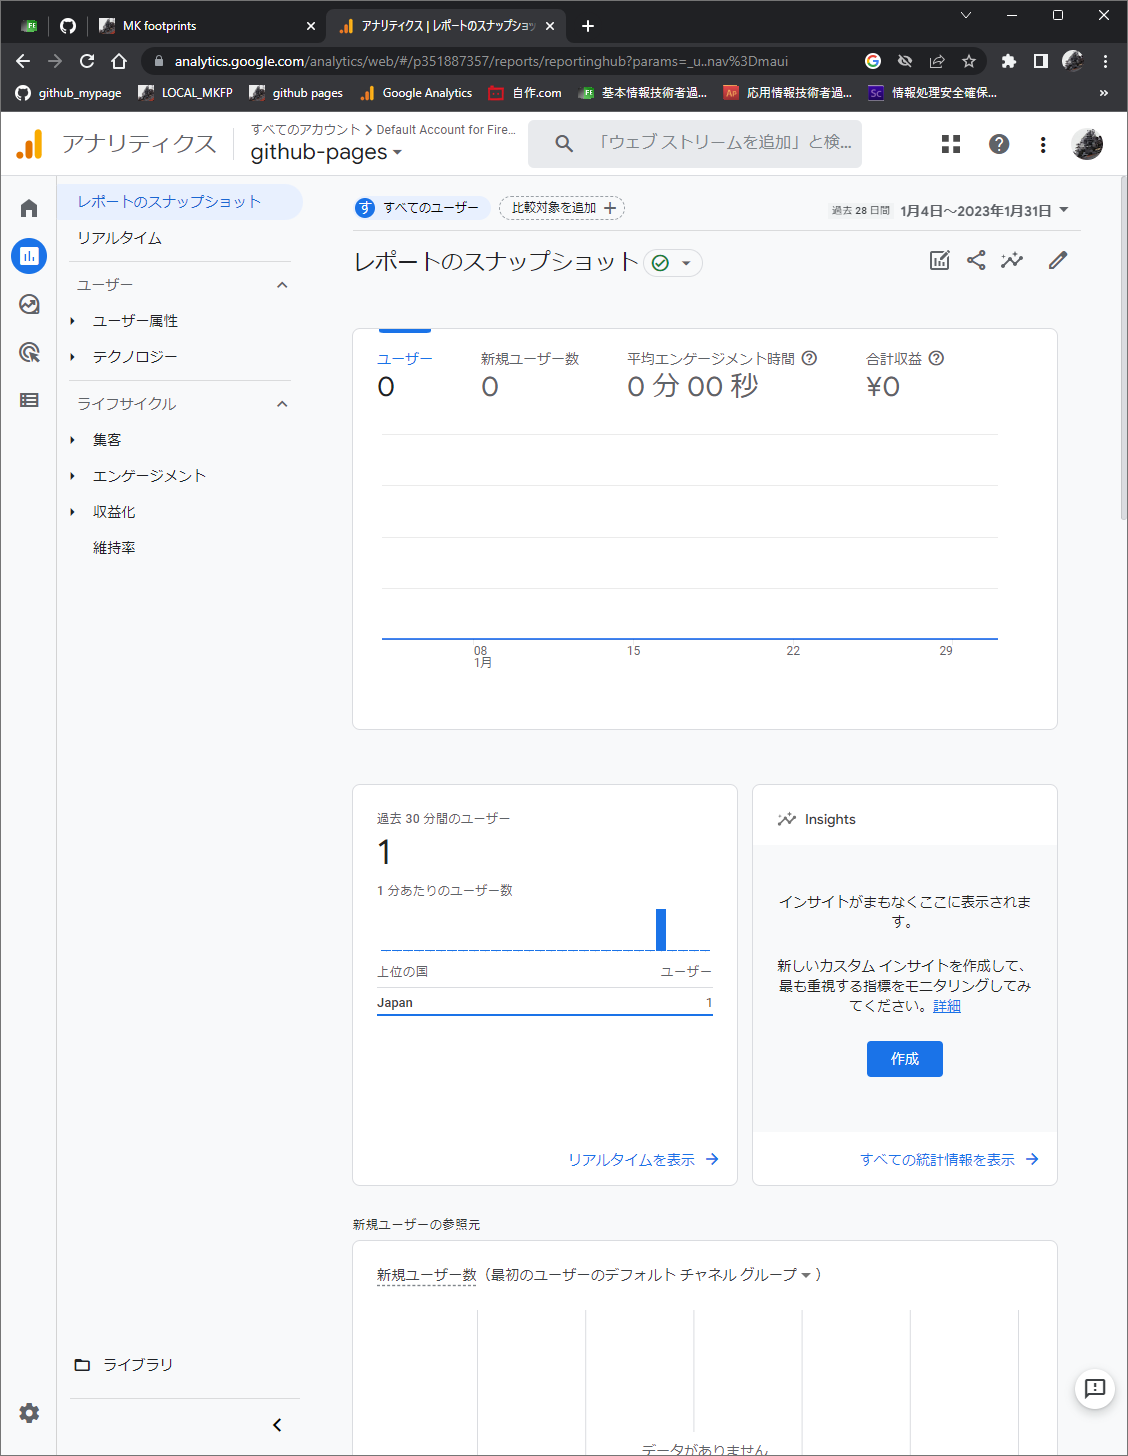 MK footprints
アナリティクス | レポートのスナップショッ
analytics.google.com/analytics/web/#/p351887357/reports/reportinghub?params=_u..nav%3Dmaui
github_mypage
LOCAL_MKFP
github pages
Google Analytics
自作.com
基本情報技術者過...
応用情報技術者過...
情報処理安全確保...
»
アナリティクス
すべてのアカウント > Default Account for Fire...
github-pages
「ウェブ ストリームを追加」と検...
レポートのスナップショット
リアルタイム
ユーザー
ユーザー属性
テクノロジー
ライフサイクル
集客
エンゲージメント
収益化
維持率
ライブラリ
す すべてのユーザー
比較対象を追加 +
過去 28 日間 1月4日～2023年1月31日
レポートのスナップショット
ユーザー
0
新規ユーザー数
0
平均エンゲージメント時間
0 分 00 秒
合計収益
¥0
08
1月
15
22
29
過去 30 分間のユーザー
1
1 分あたりのユーザー数
上位の国 ユーザー
Japan 1
リアルタイムを表示
Insights
インサイトがまもなくここに表示されま
す。
新しいカスタム インサイトを作成して、
最も重視する指標をモニタリングしてみ
てください。詳細
作成
すべての統計情報を表示
新規ユーザーの参照元
新規ユーザー数（最初のユーザーのデフォルト チャネル グループ）
データがありません